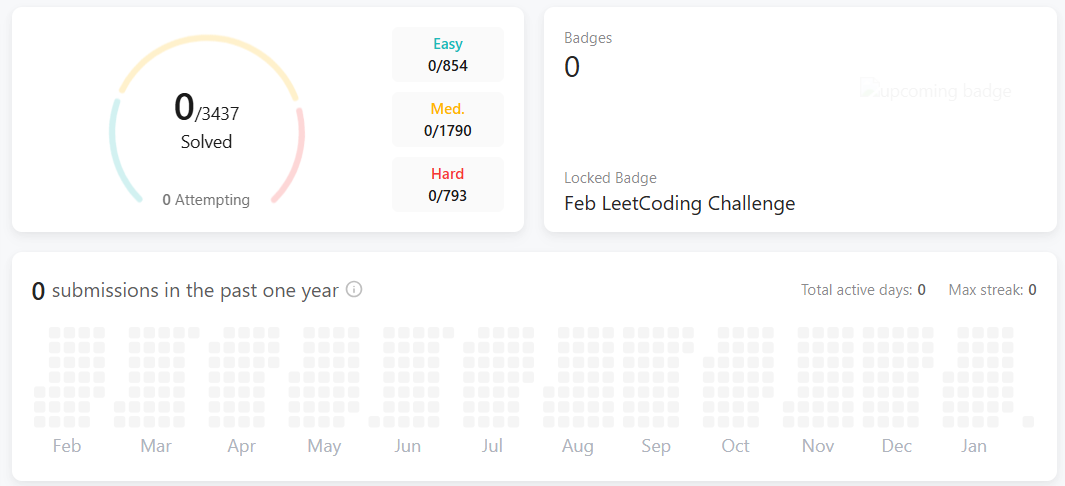 0/3437
Solved
0 Attempting
Easy
0/854
Med.
0/1790
Hard
0/793
Badges
0
upcoming badge
Locked Badge
Feb LeetCoding Challenge
0 submissions in the past one year
Total active days: 0 Max streak: 0
Feb Mar Apr May Jun Jul Aug Sep Oct Nov Dec Jan